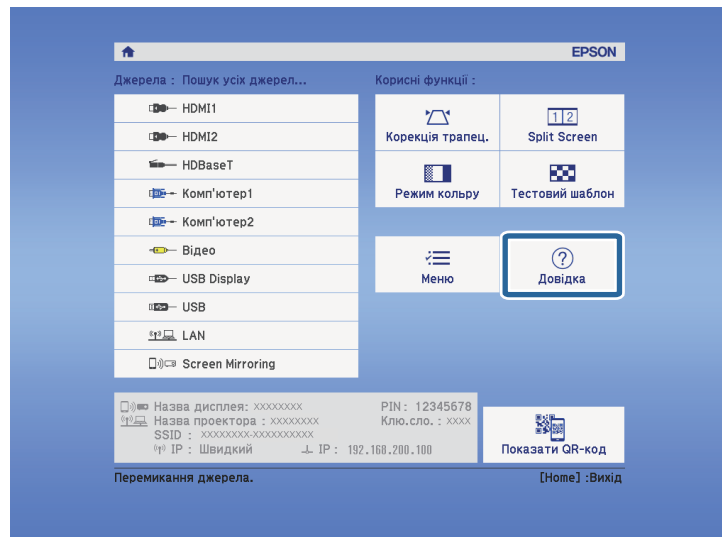 EPSON
Джерела : Пошук усіх джерел...
HDMI1
HDMI2
HDBaseT
Комп'ютер1
Комп'ютер2
Відео
USB Display
USB
LAN
Screen Mirroring
Корисні функції :
Корекція трапец.
1 2
Split Screen
Режим кольру
Тестовий шаблон
Меню
?
Довідка
Назва дисплея: XXXXXXXX
PIN : 12345678
Назва проектора : XXXXXXXX
Клю.сло. : XXXX
SSID : XXXXXXXX-XXXXXXXXXX
IP : Швидкий
IP : 192.168.200.100
Показати QR-код
Перемикання джерела.
[Home] :Вихід